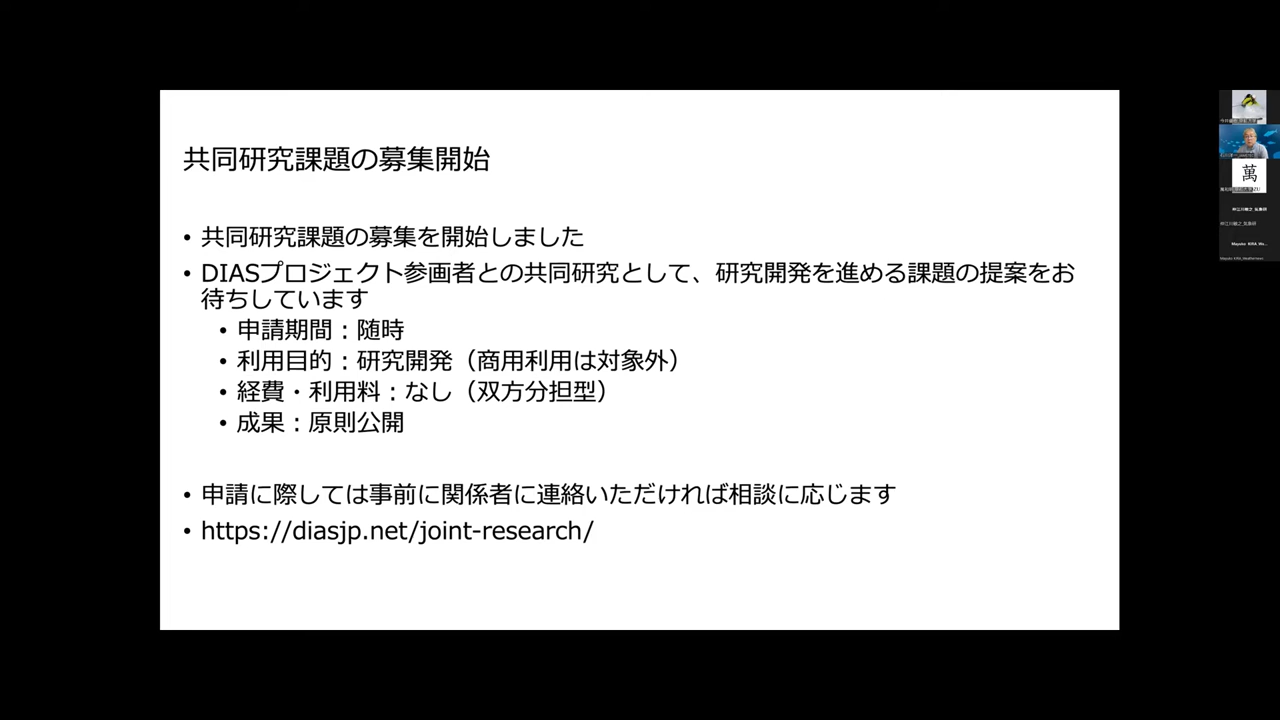 共同研究課題の募集開始
• 共同研究課題の募集を開始しました
• DIASプロジェクト参画者との共同研究として、研究開発を進める課題の提案をお
待ちしています
• 申請期間：随時
• 利用目的：研究開発（商用利用は対象外）
• 経費・利用料：なし（双方分担型）
• 成果：原則公開
• 申請に際しては事前に関係者に連絡いただければ相談に応じます
• https://diasjp.net/joint-research/
萬